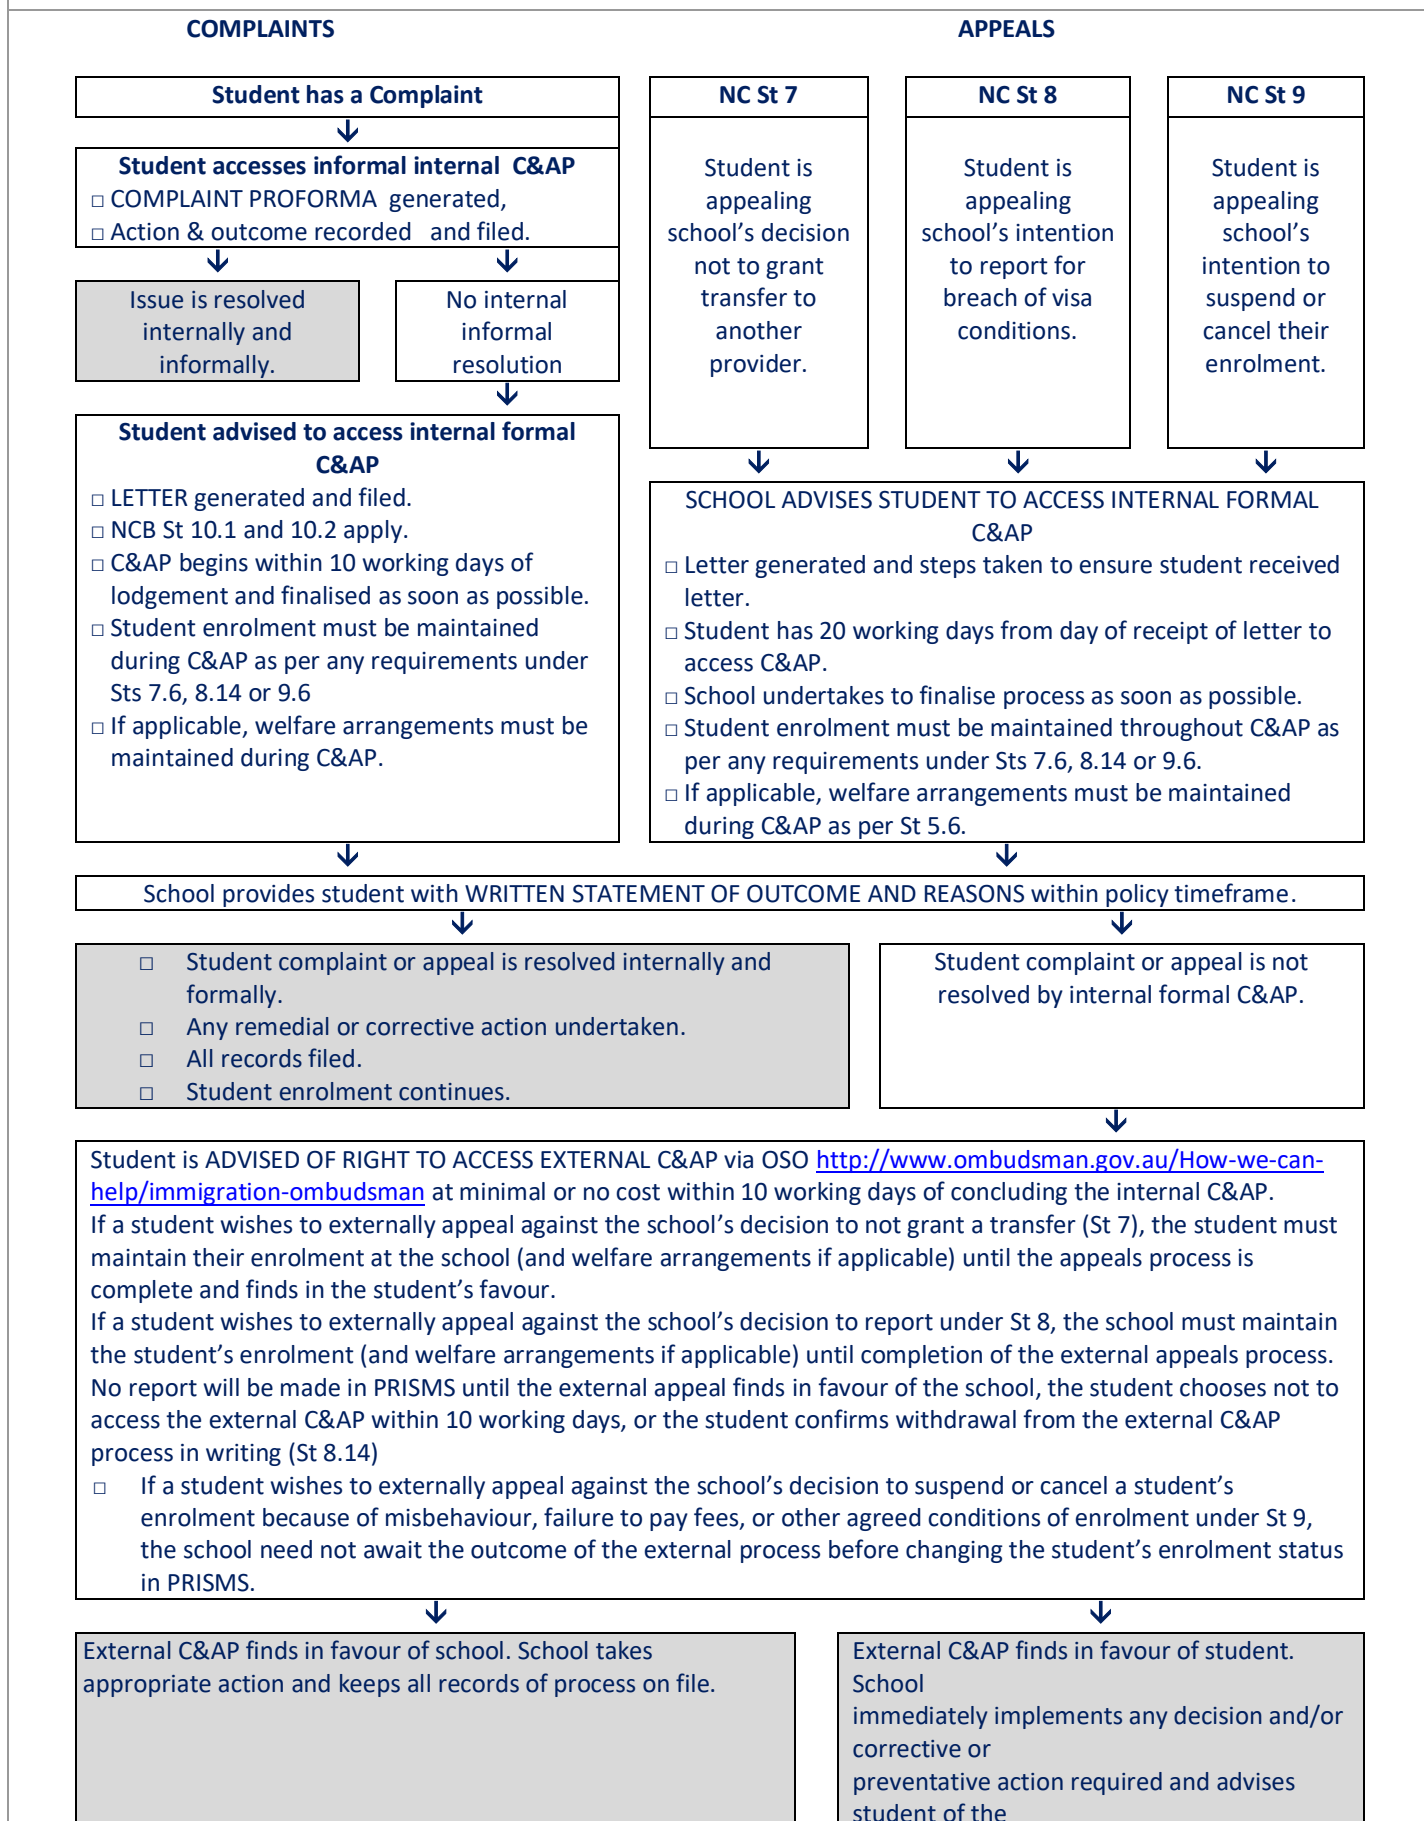 COMPLAINTS
APPEALS
Student has a Complaint
Student accesses informal internal C&AP
□ COMPLAINT PROFORMA generated,
□ Action & outcome recorded and filed.
Issue is resolved
internally and
informally.
No internal
informal
resolution
Student advised to access internal formal
C&AP
□ LETTER generated and filed.
□ NCB St 10.1 and 10.2 apply.
□ C&AP begins within 10 working days of
lodgement and finalised as soon as possible.
□ Student enrolment must be maintained
during C&AP as per any requirements under
Sts 7.6, 8.14 or 9.6
□ If applicable, welfare arrangements must be
maintained during C&AP.
NC St 7
Student is
appealing
school’s decision
not to grant
transfer to
another
provider.
NC St 8
Student is
appealing
school’s intention
to report for
breach of visa
conditions.
NC St 9
Student is
appealing
school’s
intention to
suspend or
cancel their
enrolment.
SCHOOL ADVISES STUDENT TO ACCESS INTERNAL FORMAL
C&AP
□ Letter generated and steps taken to ensure student received
letter.
□ Student has 20 working days from day of receipt of letter to
access C&AP.
□ School undertakes to finalise process as soon as possible.
□ Student enrolment must be maintained throughout C&AP as
per any requirements under Sts 7.6, 8.14 or 9.6.
□ If applicable, welfare arrangements must be maintained
during C&AP as per St 5.6.
School provides student with WRITTEN STATEMENT OF OUTCOME AND REASONS within policy timeframe.
□ Student complaint or appeal is resolved internally and
formally.
□ Any remedial or corrective action undertaken.
□ All records filed.
□ Student enrolment continues.
Student complaint or appeal is not
resolved by internal formal C&AP.
Student is ADVISED OF RIGHT TO ACCESS EXTERNAL C&AP via OSO http://www.ombudsman.gov.au/How-we-can-
help/immigration-ombudsman at minimal or no cost within 10 working days of concluding the internal C&AP.
If a student wishes to externally appeal against the school’s decision to not grant a transfer (St 7), the student must
maintain their enrolment at the school (and welfare arrangements if applicable) until the appeals process is
complete and finds in the student’s favour.
If a student wishes to externally appeal against the school’s decision to report under St 8, the school must maintain
the student’s enrolment (and welfare arrangements if applicable) until completion of the external appeals process.
No report will be made in PRISMS until the external appeal finds in favour of the school, the student chooses not to
access the external C&AP within 10 working days, or the student confirms withdrawal from the external C&AP
process in writing (St 8.14)
□ If a student wishes to externally appeal against the school’s decision to suspend or cancel a student’s
enrolment because of misbehaviour, failure to pay fees, or other agreed conditions of enrolment under St 9,
the school need not await the outcome of the external process before changing the student’s enrolment status
in PRISMS.
External C&AP finds in favour of school. School takes
appropriate action and keeps all records of process on file.
External C&AP finds in favour of student.
School
immediately implements any decision and/or
corrective or
preventative action required and advises
student of the